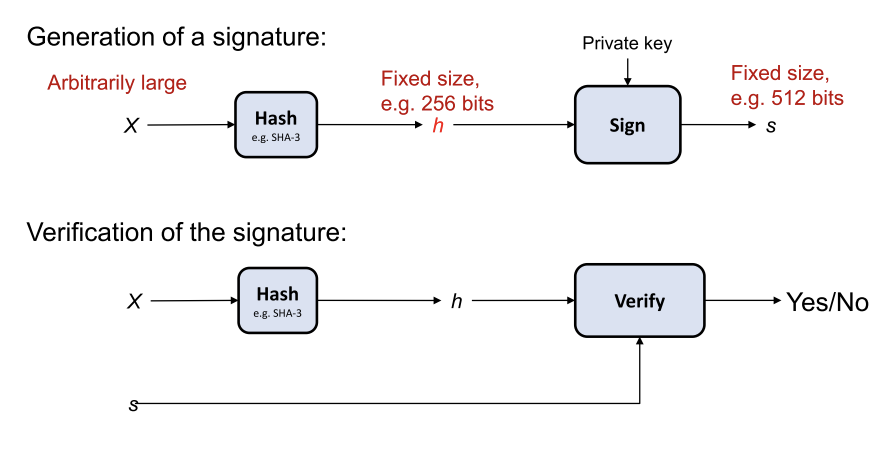 Generation of a signature:
Private key
Arbitrarily large
Fixed size,
e.g. 256 bits
Fixed size,
e.g. 512 bits
X
Hash
e.g. SHA-3
h
Sign
s
Verification of the signature:
X
Hash
e.g. SHA-3
h
Verify
Yes/No
s